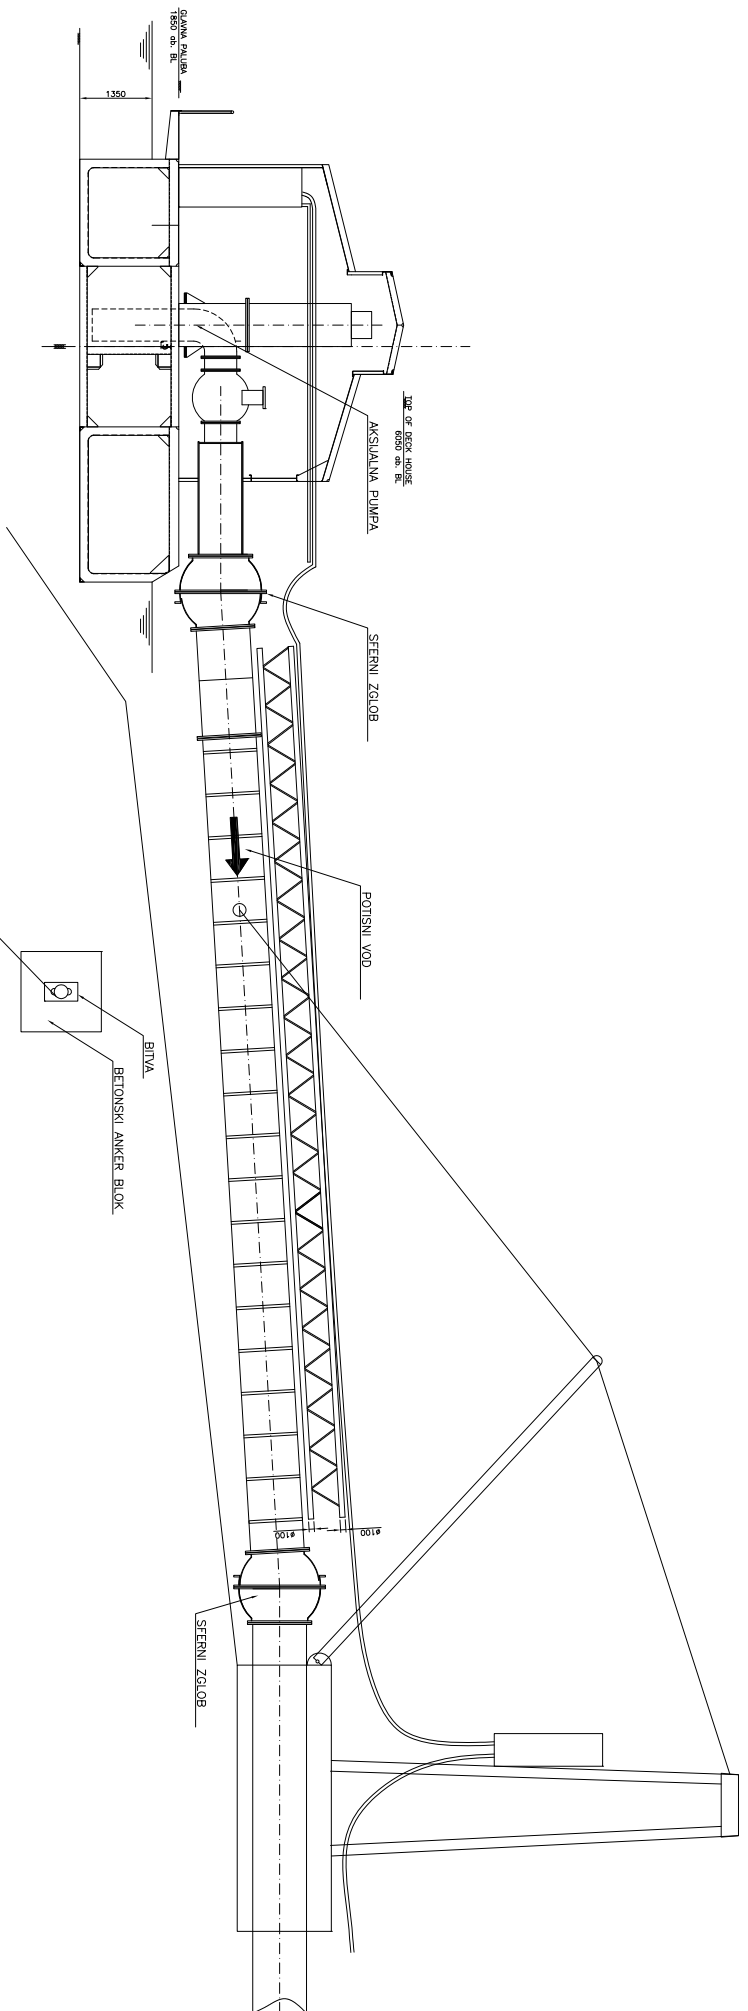 GLAVNA PALUBA
1850 ab. BL
1350
TOP OF DECK HOUSE
6050 ab. BL
AKSIJALNA PUMPA
SFERNI ZGLOB
POTISNI VOD
BITVA
BETONSKI ANKER BLOK
ø100
ø100
SFERNI ZGLOB